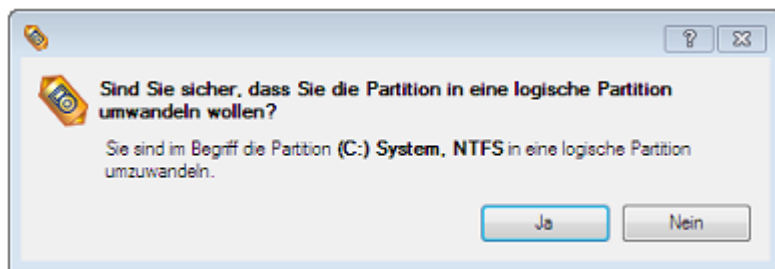 Sind Sie sicher, dass Sie die Partition in eine logische Partition
umwandeln wollen?
Sie sind im Begriff die Partition (C:) System, NTFS in eine logische Partition
umzuwandeln.
Ja
Nein